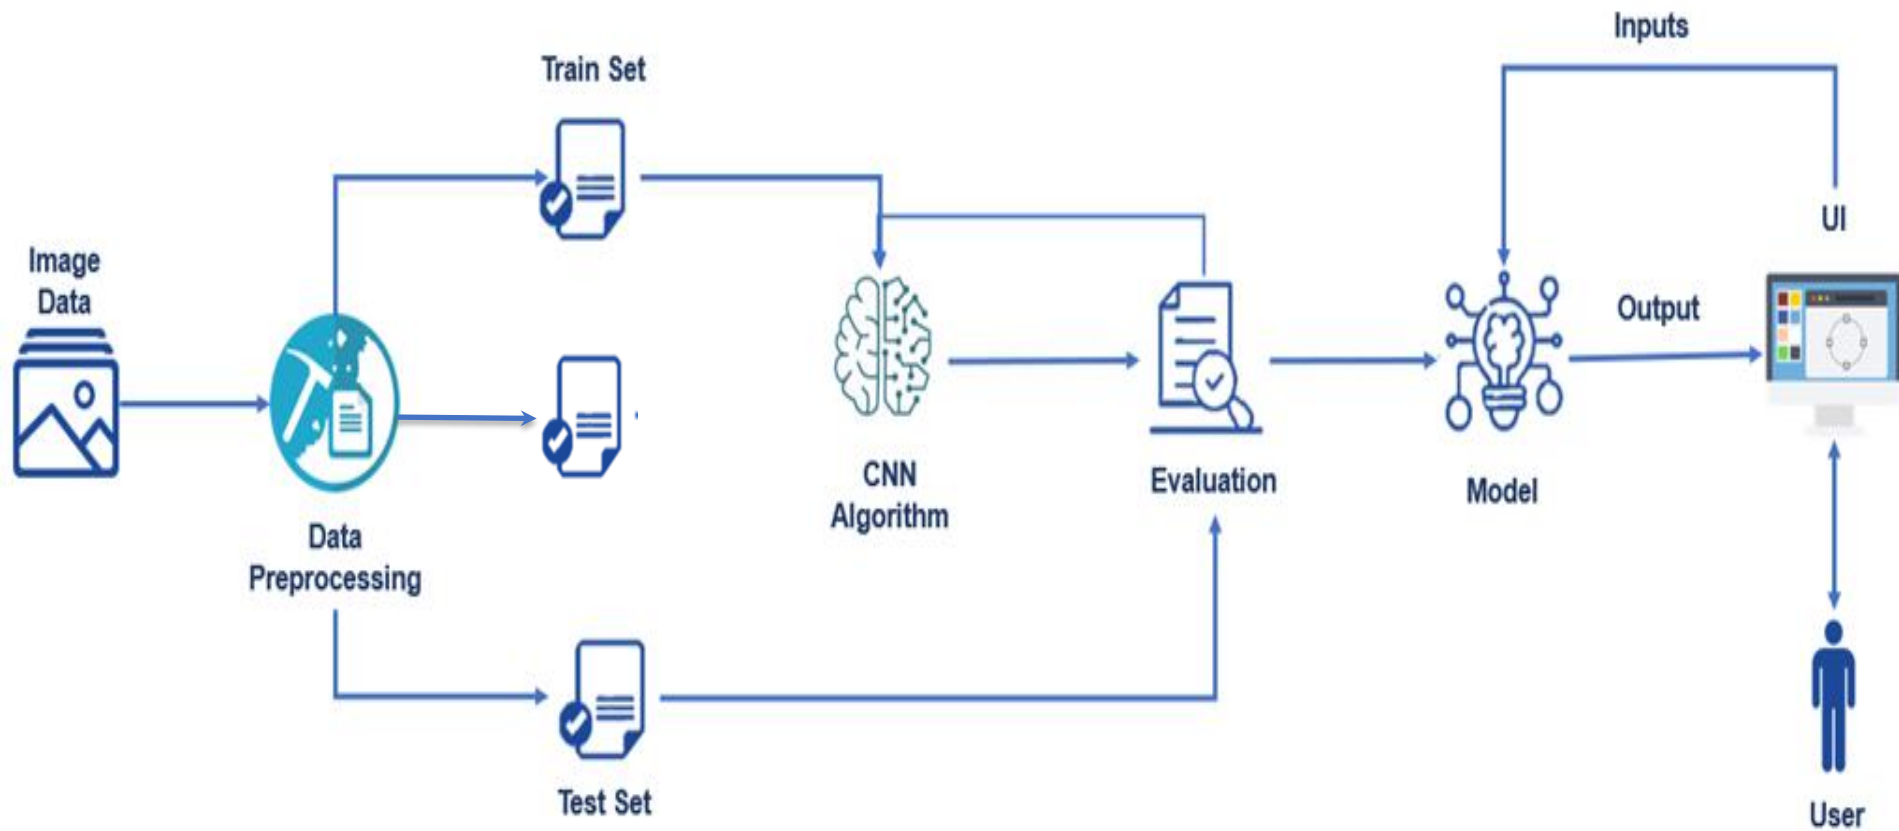 Inputs
Train Set
UI
Image
Data
Output
CNN
Algorithm
Evaluation
Model
Data
Preprocessing
Test Set
User